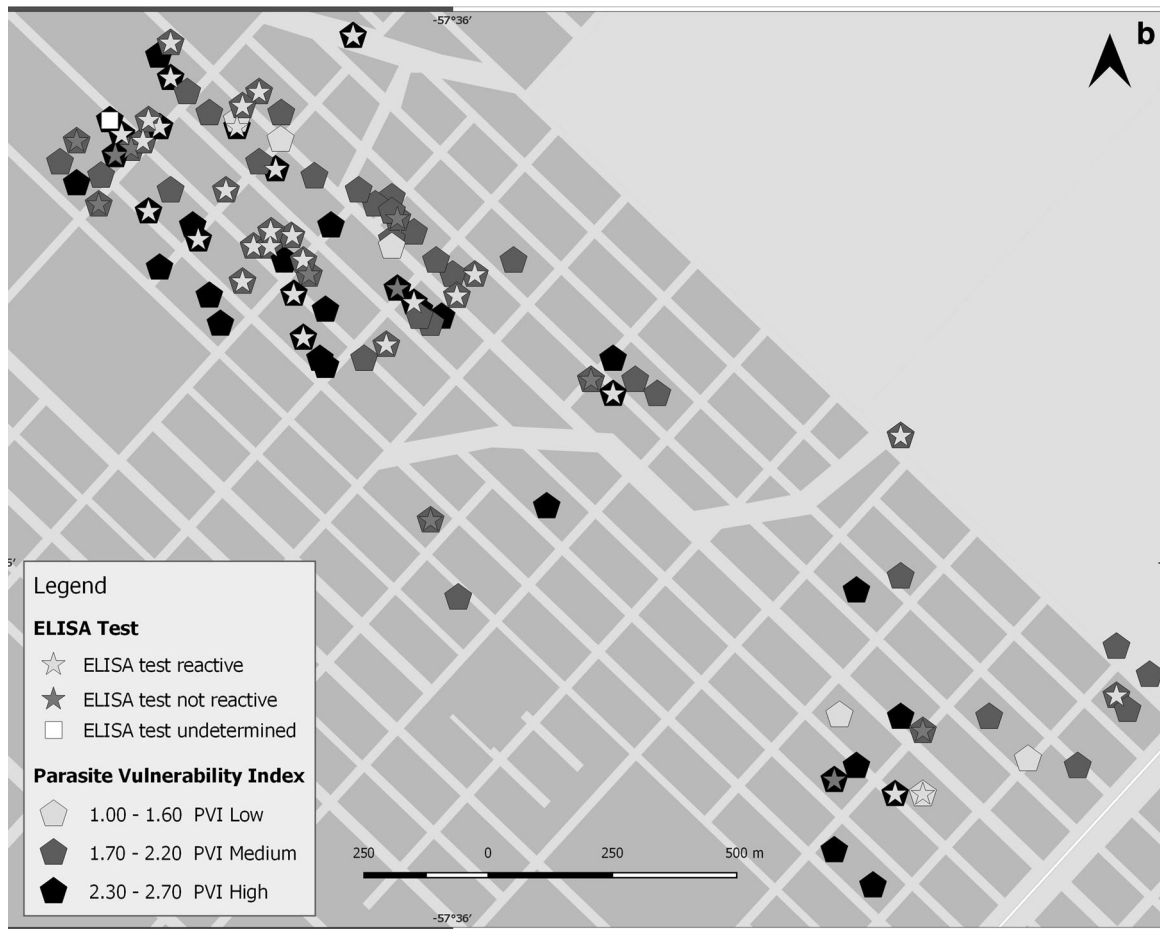 -57°36'
b
5'
Legend
ELISA Test
ELISA test reactive
ELISA test not reactive
ELISA test undetermined
Parasite Vulnerability Index
1.00 - 1.60 PVI Low
1.70 - 2.20 PVI Medium
2.30 - 2.70 PVI High
250 0 250 500 m
-57°36'